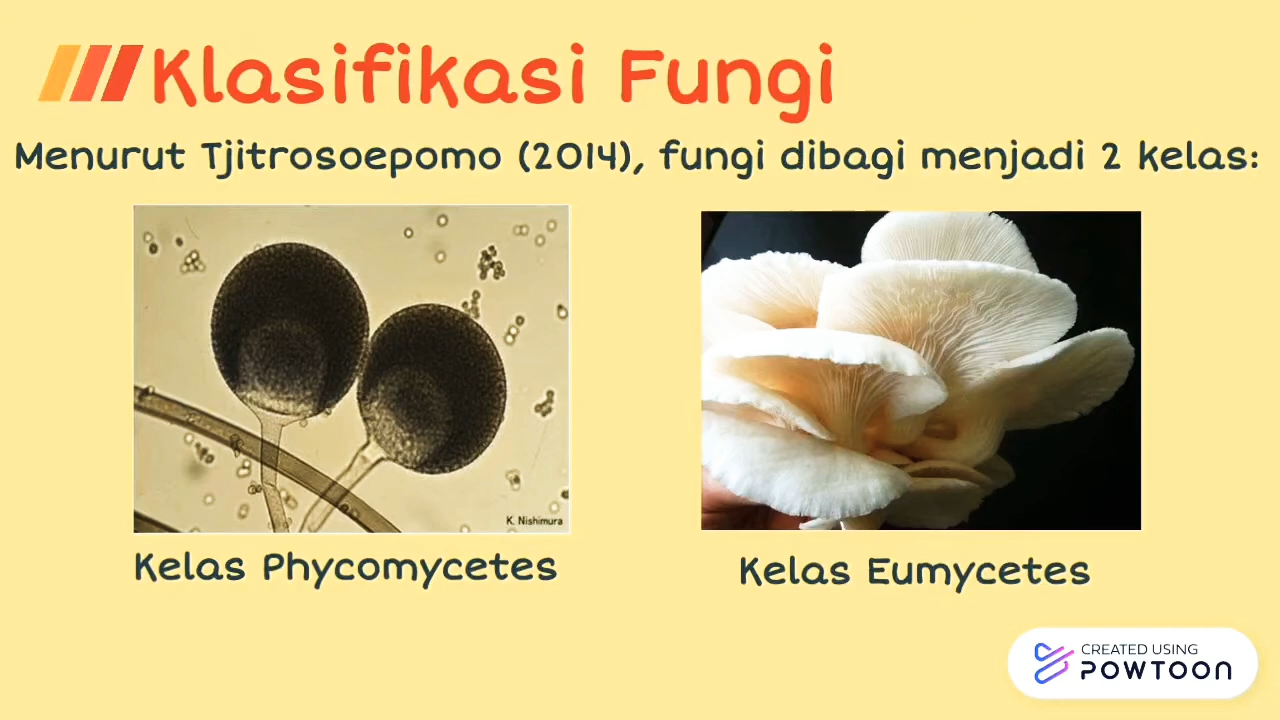 Klasifikasi Fungi
Menurut Tjitrosoepomo (2014), fungi dibagi menjadi 2 kelas:
K. Nishimura
Kelas Phycomycetes
Kelas Eumycetes
CREATED USING
POWTOON